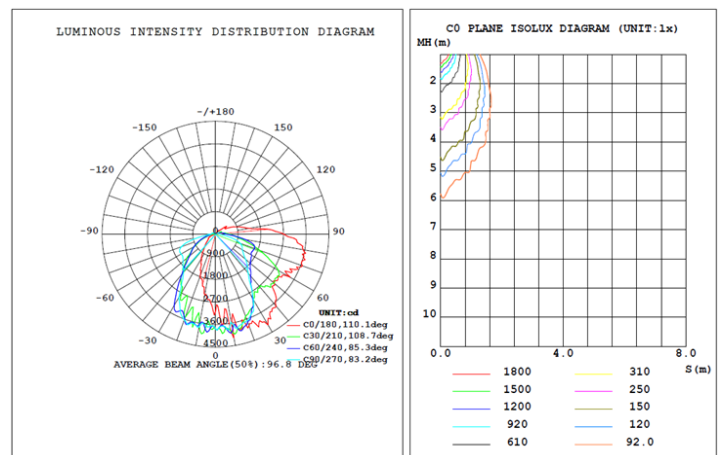 LUMINOUS INTENSITY DISTRIBUTION DIAGRAM
-/+180
-150 150
-120 120
-90 90
-60 60
-30 30
0
0
900
1800
2700
3600
4500
UNIT:cd
C0/180,110.1deg
C30/210,108.7deg
C60/240,85.3deg
C90/270,83.2deg
AVERAGE BEAM ANGLE(50%):96.8 DEG
C0 PLANE ISOLUX DIAGRAM (UNIT:lx)
MH(m)
2
3
4
5
6
7
8
9
10
0.0 4.0 8.0
S(m)
1800 310
1500 250
1200 150
920 120
610 92.0